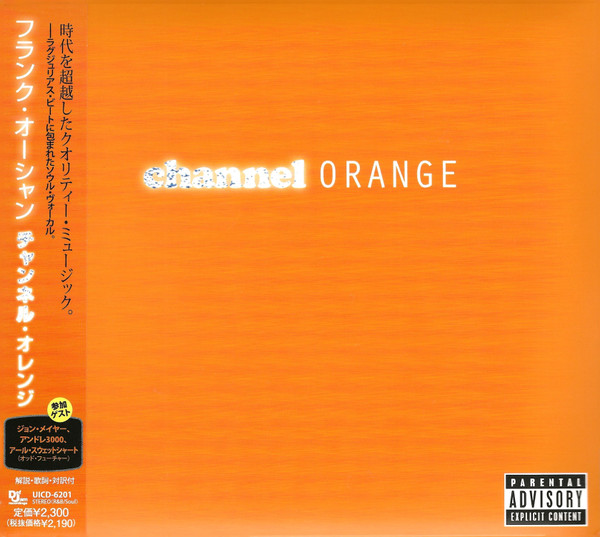 時代を超越したクオリティー・ミュージック。
――ラグジュリアス・ビートに包まれたソウル・ヴォーカル。
フランク・オーシャン チャンネル・オレンジ
channel ORANGE
参加
ゲスト
ジョン・メイヤー、
アンドレ3000、
アール・スウェットシャート
(オッド・フューチャー)
解説・歌詞・対訳付
Def Jam
UICD-6201
STEREO (R&B/Soul)
定価¥2,300
(税抜価格¥2,190)
PARENTAL
ADVISORY
EXPLICIT CONTENT